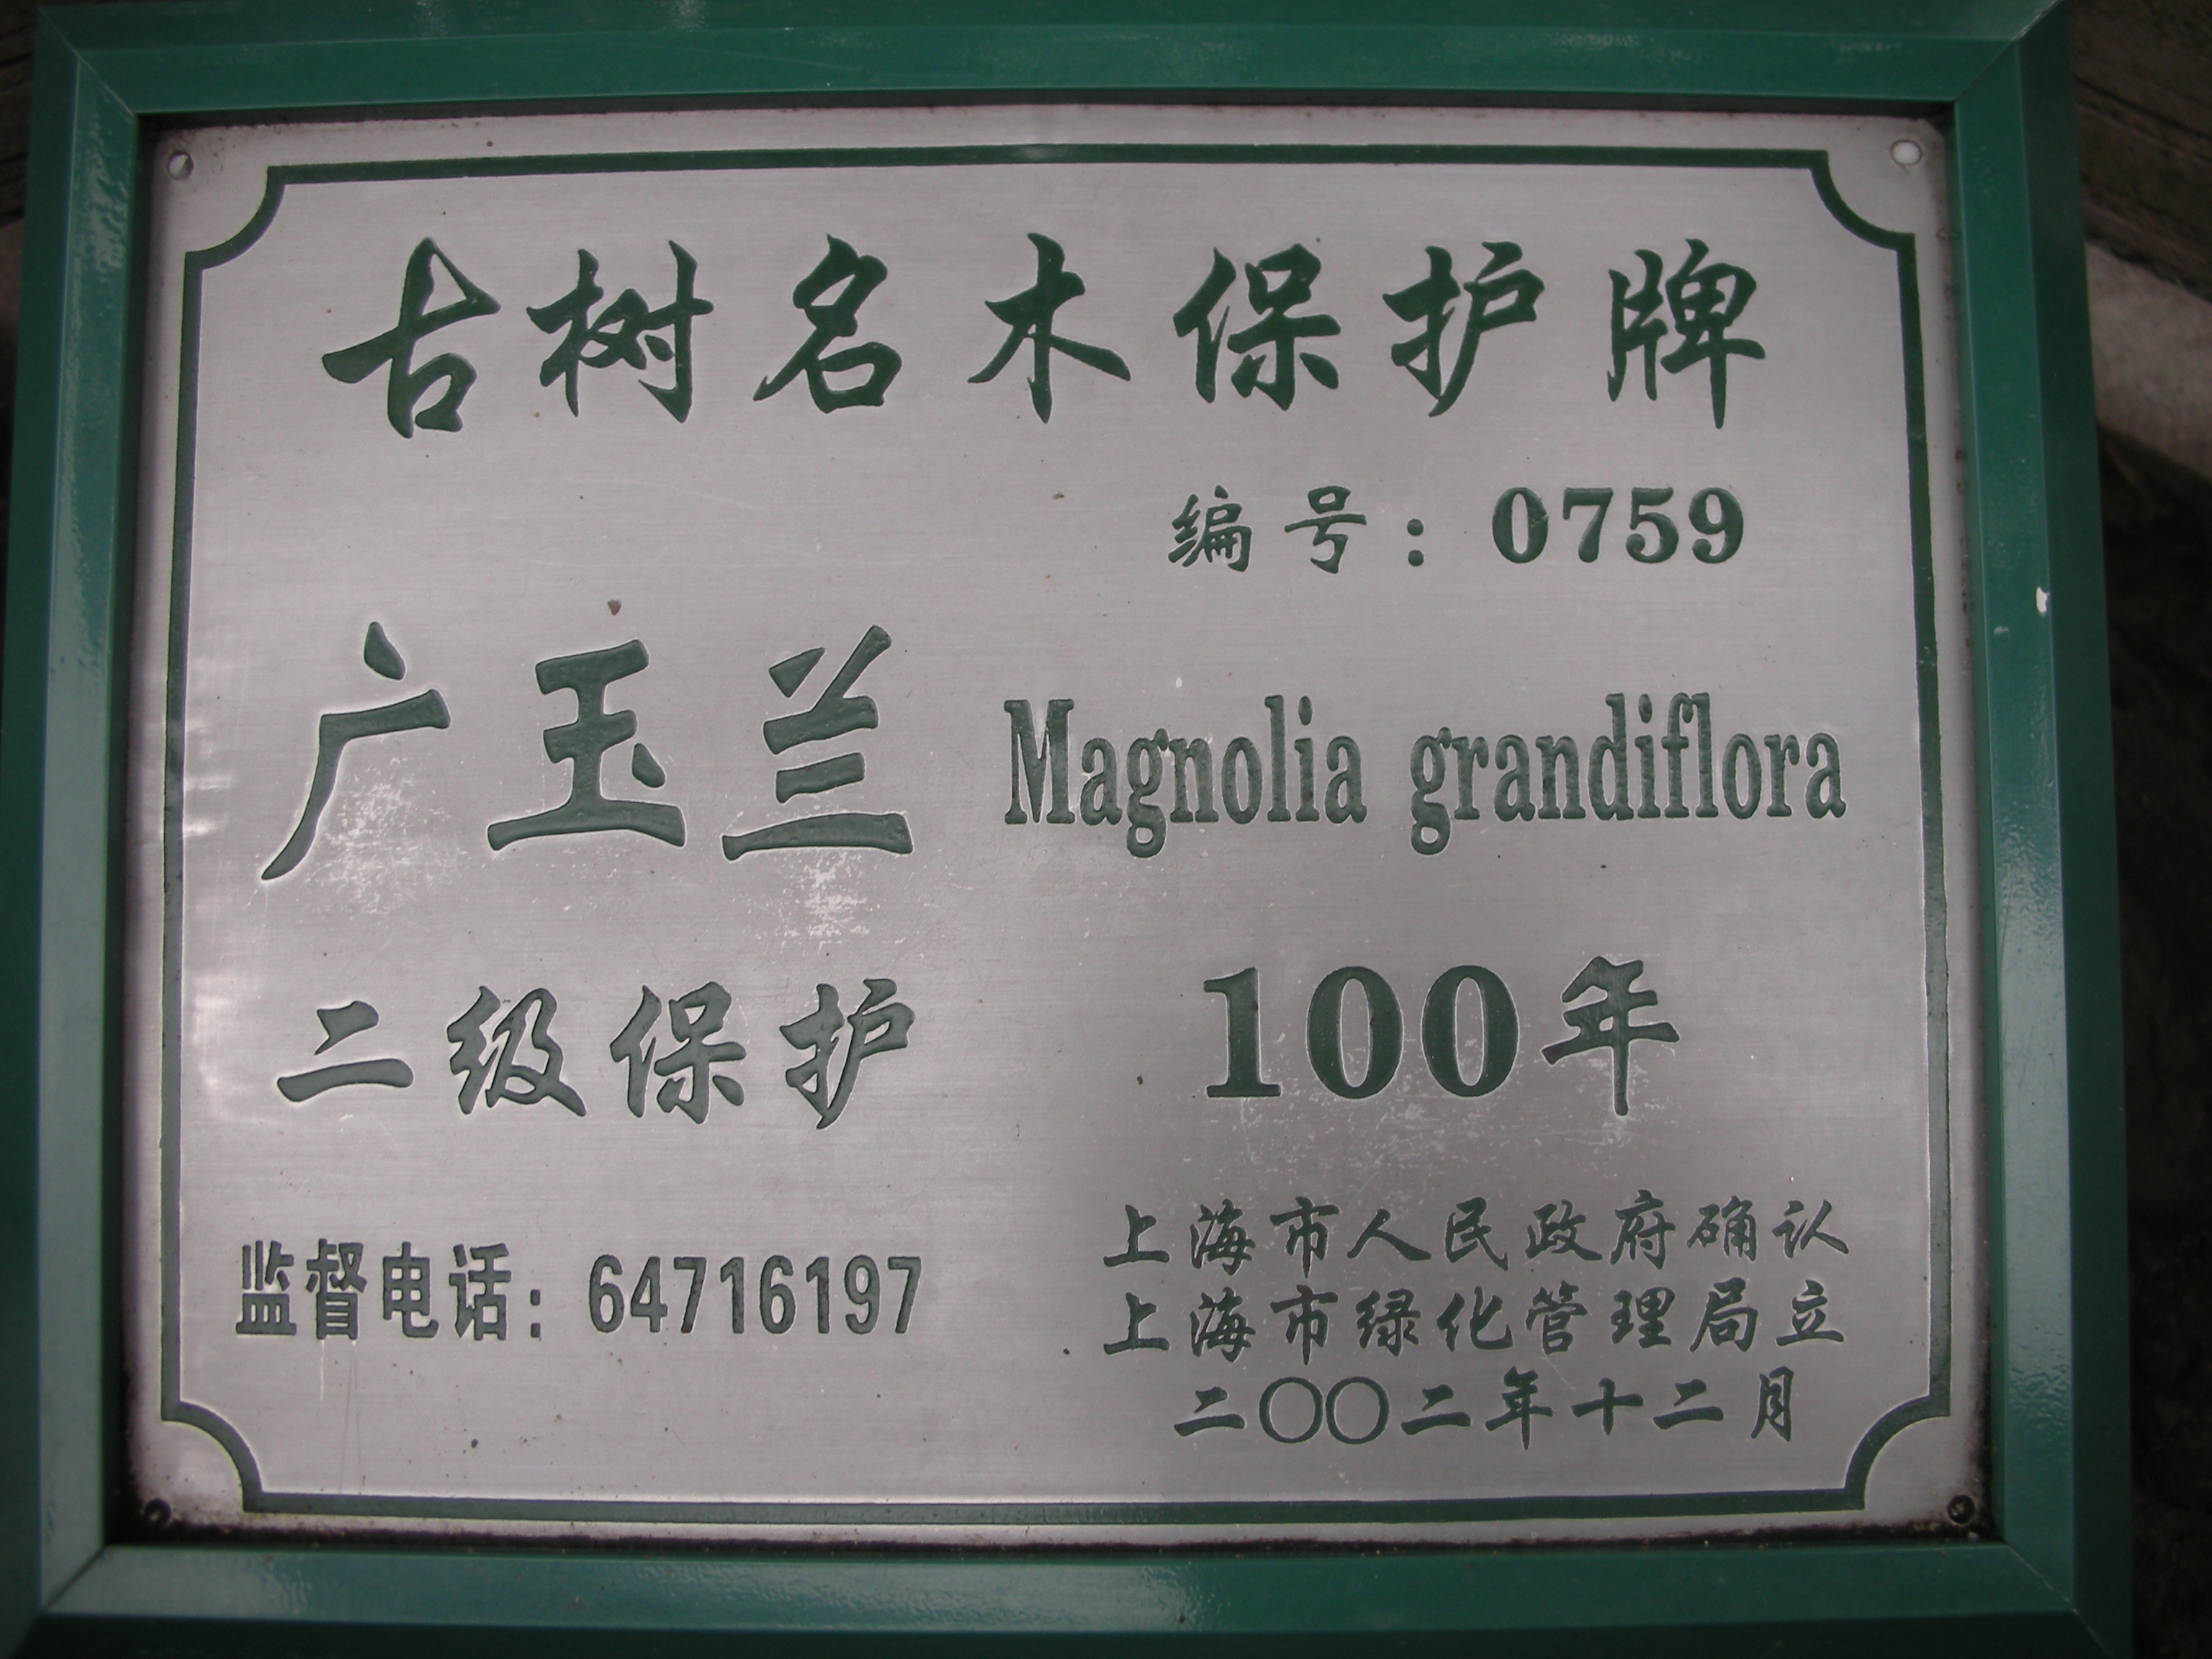 古树名木保护牌
编号：0759
广玉兰 Magnolia grandiflora
二级保护 100年
监督电话：64716197
上海市人民政府确认
上海市绿化管理局立
二〇〇二年十二月